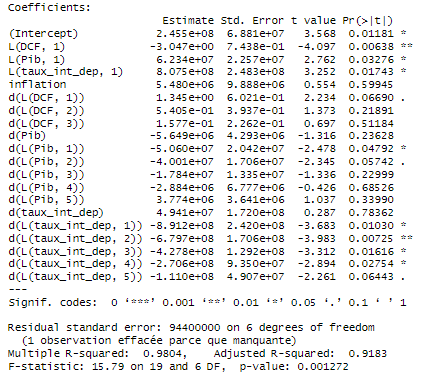 Coefficients:
Estimate Std. Error t value Pr(>|t|)
(Intercept) 2.455e+08 6.881e+07 3.568 0.01181 *
L(DCF, 1) -3.047e+00 7.438e-01 -4.097 0.00638 **
L(Pib, 1) 6.234e+07 2.257e+07 2.762 0.03276 *
L(taux_int_dep, 1) 8.075e+08 2.483e+08 3.252 0.01743 *
inflation 5.480e+06 9.888e+06 0.554 0.59945
d(L(DCF, 1)) 1.345e+00 6.021e-01 2.234 0.06690 .
d(L(DCF, 2)) 5.405e-01 3.937e-01 1.373 0.21891
d(L(DCF, 3)) 1.577e-01 2.262e-01 0.697 0.51184
d(Pib) -5.649e+06 4.293e+06 -1.316 0.23628
d(L(Pib, 1)) -5.060e+07 2.042e+07 -2.478 0.04792 *
d(L(Pib, 2)) -4.001e+07 1.706e+07 -2.345 0.05742 .
d(L(Pib, 3)) -1.784e+07 1.335e+07 -1.336 0.22999
d(L(Pib, 4)) -2.884e+06 6.777e+06 -0.426 0.68526
d(L(Pib, 5)) 3.774e+06 3.641e+06 1.037 0.33990
d(taux_int_dep) 4.941e+07 1.720e+08 0.287 0.78362
d(L(taux_int_dep, 1)) -8.912e+08 2.420e+08 -3.683 0.01030 *
d(L(taux_int_dep, 2)) -6.797e+08 1.706e+08 -3.983 0.00725 **
d(L(taux_int_dep, 3)) -4.278e+08 1.292e+08 -3.312 0.01616 *
d(L(taux_int_dep, 4)) -2.706e+08 9.350e+07 -2.894 0.02754 *
d(L(taux_int_dep, 5)) -1.110e+08 4.907e+07 -2.261 0.06443 .
---
Signif. codes: 0 ‘***’ 0.001 ‘**’ 0.01 ‘*’ 0.05 ‘.’ 0.1 ‘ ’ 1
Residual standard error: 94400000 on 6 degrees of freedom
(1 observation effacée parce que manquante)
Multiple R-squared: 0.9804, Adjusted R-squared: 0.9183
F-statistic: 15.79 on 19 and 6 DF, p-value: 0.001272